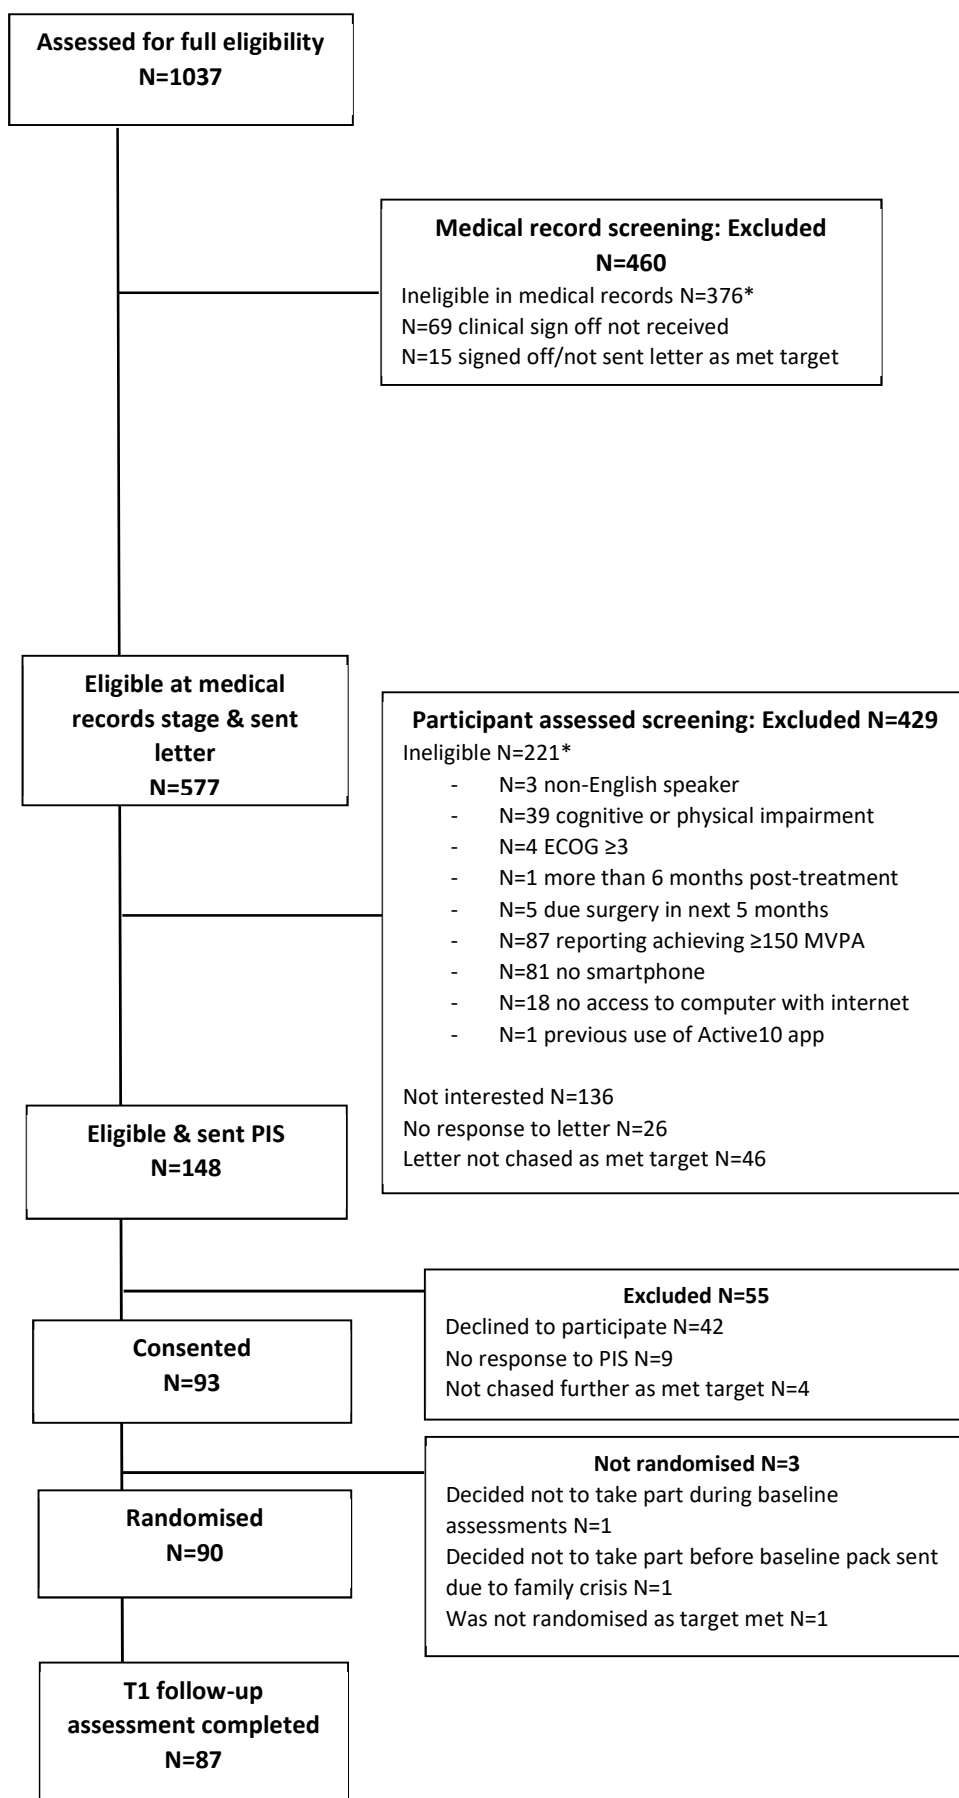 Assessed for full eligibility
N=1037
Medical record screening: Excluded
N=460
Ineligible in medical records N=376*
N=69 clinical sign off not received
N=15 signed off/not sent letter as met target
Eligible at medical
records stage & sent
letter
N=577
Participant assessed screening: Excluded N=429
Ineligible N=221*
- N=3 non-English speaker
- N=39 cognitive or physical impairment
- N=4 ECOG ≥3
- N=1 more than 6 months post-treatment
- N=5 due surgery in next 5 months
- N=87 reporting achieving ≥150 MVPA
- N=81 no smartphone
- N=18 no access to computer with internet
- N=1 previous use of Active10 app
Not interested N=136
No response to letter N=26
Letter not chased as met target N=46
Eligible & sent PIS
N=148
Excluded N=55
Declined to participate N=42
No response to PIS N=9
Not chased further as met target N=4
Consented
N=93
Not randomised N=3
Decided not to take part during baseline
assessments N=1
Decided not to take part before baseline pack sent
due to family crisis N=1
Was not randomised as target met N=1
Randomised
N=90
T1 follow-up
assessment completed
N=87